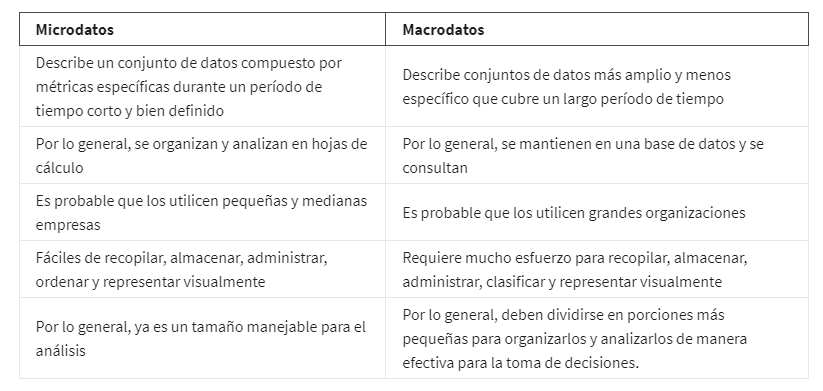 Microdatos
Macrodatos
Describe un conjunto de datos compuesto por
métricas específicas durante un período de
tiempo corto y bien definido
Describe conjuntos de datos más amplio y menos
específico que cubre un largo período de tiempo
Por lo general, se organizan y analizan en hojas de
cálculo
Por lo general, se mantienen en una base de datos y se
consultan
Es probable que los utilicen pequeñas y medianas
empresas
Es probable que los utilicen grandes organizaciones
Fáciles de recopilar, almacenar, administrar,
ordenar y representar visualmente
Requiere mucho esfuerzo para recopilar, almacenar,
administrar, clasificar y representar visualmente
Por lo general, ya es un tamaño manejable para el
análisis
Por lo general, deben dividirse en porciones más
pequeñas para organizarlos y analizarlos de manera
efectiva para la toma de decisiones.